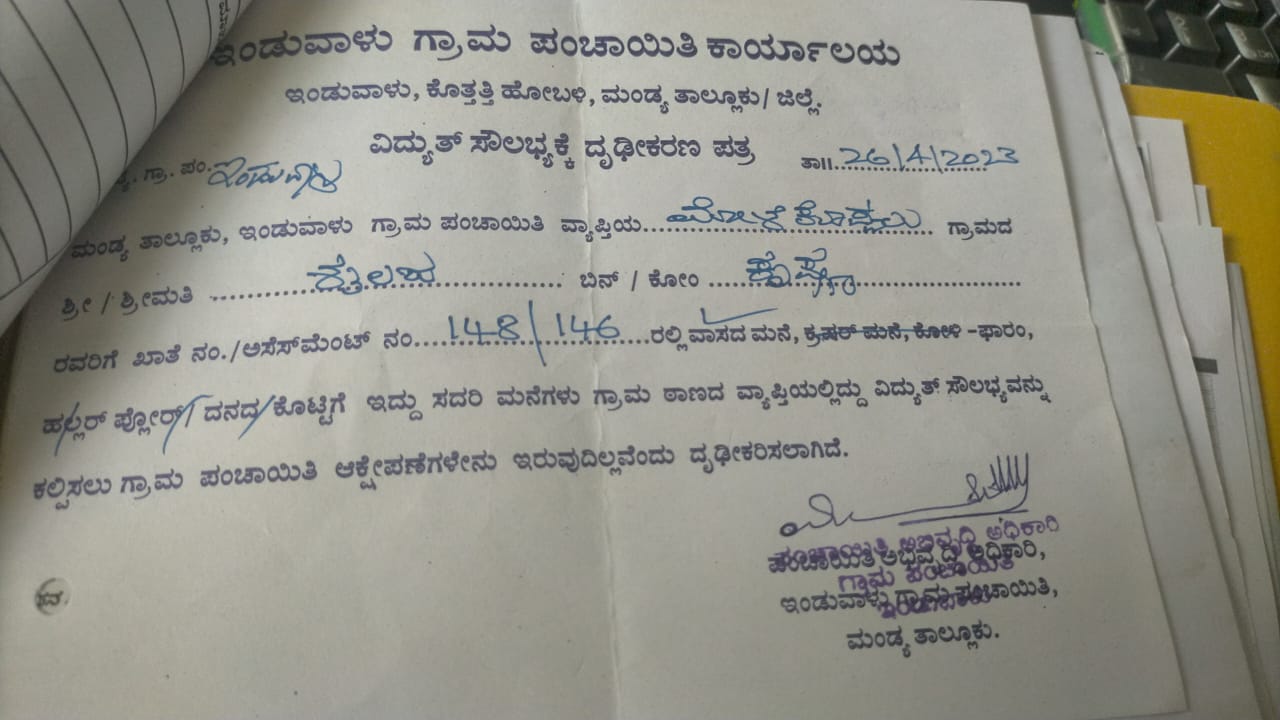 ಇಂಡುವಾಳು ಗ್ರಾಮ ಪಂಚಾಯಿತಿ ಕಾರ್ಯಾಲಯ
ಇಂಡುವಾಳು, ಕೊತ್ತತ್ತಿ ಹೋಬಳಿ, ಮಂಡ್ಯ ತಾಲ್ಲೂಕು/ ಜಿಲ್ಲೆ.
ವಿದ್ಯುತ್ ಸೌಲಭ್ಯಕ್ಕೆ ದೃಢೀಕರಣ ಪತ್ರ
ಗ್ರಾ. ಪಂ. ಇಂಡುವಾಳು ತಾ॥ 26/4/2023
ಮಂಡ್ಯ ತಾಲ್ಲೂಕು, ಇಂಡುವಾಳು ಗ್ರಾಮ ಪಂಚಾಯಿತಿ ವ್ಯಾಪ್ತಿಯ ಗ್ರಾಮದ
ಶ್ರೀ / ಶ್ರೀಮತಿ ಬಿನ್ / ಕೋಂ
ರವರಿಗೆ ಖಾತೆ ನಂ./ಅಸೆಸ್‌ಮೆಂಟ್ ನಂ. 148/146 ರಲ್ಲಿ ವಾಸದ ಮನೆ, ಕ್ರಷರ್ ಮನೆ, ಕೋಳಿ -ಫಾರಂ,
ಹಲ್ಲರ್ ಪ್ಲೋರ್ / ದನದ ಕೊಟ್ಟಿಗೆ ಇದ್ದು ಸದರಿ ಮನೆಗಳು ಗ್ರಾಮ ಠಾಣದ ವ್ಯಾಪ್ತಿಯಲ್ಲಿದ್ದು ವಿದ್ಯುತ್ ಸೌಲಭ್ಯವನ್ನು
ಕಲ್ಪಿಸಲು ಗ್ರಾಮ ಪಂಚಾಯಿತಿ ಆಕ್ಷೇಪಣೆಗಳೇನು ಇರುವುದಿಲ್ಲವೆಂದು ದೃಢೀಕರಿಸಲಾಗಿದೆ.
ಪಂಚಾಯಿತಿ ಅಭಿವೃದ್ಧಿ ಅಧಿಕಾರಿ
ಪಂಚಾಯಿತಿ ಅಭಿವೃದ್ಧಿ ಅಧಿಕಾರಿ,
ಗ್ರಾಮ ಪಂಚಾಯಿತಿ
ಇಂಡುವಾಳು ಗ್ರಾಮ ಪಂಚಾಯಿತಿ,
ಮಂಡ್ಯ ತಾಲ್ಲೂಕು.